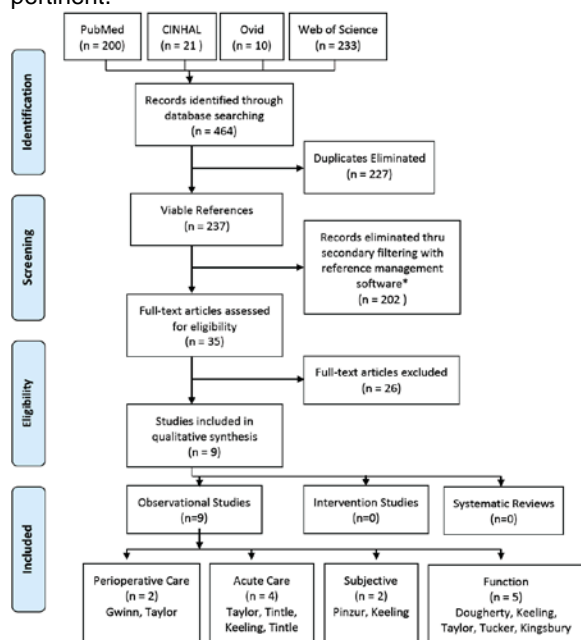 pertinent.
PubMed
(n = 200)
CINHAL
(n = 21 )
Ovid
(n = 10)
Web of Science
(n = 233)
Identification
Records identified through
database searching
(n = 464)
Duplicates Eliminated
(n = 227)
Screening
Viable References
(n = 237)
Records eliminated thru
secondary filtering with
reference management
software*
(n = 202 )
Full-text articles assessed
for eligibility
(n = 35)
Eligibility
Full-text articles excluded
(n = 26)
Studies included in
qualitative synthesis
(n = 9)
Included
Observational Studies
(n=9)
Intervention Studies
(n=0)
Systematic Reviews
(n=0)
Perioperative Care
(n = 2)
Gwinn, Taylor
Acute Care
(n = 4)
Taylor, Tintle,
Keeling, Tintle
Subjective
(n = 2)
Pinzur, Keeling
Function
(n = 5)
Dougherty, Keeling,
Taylor, Tucker, Kingsbury